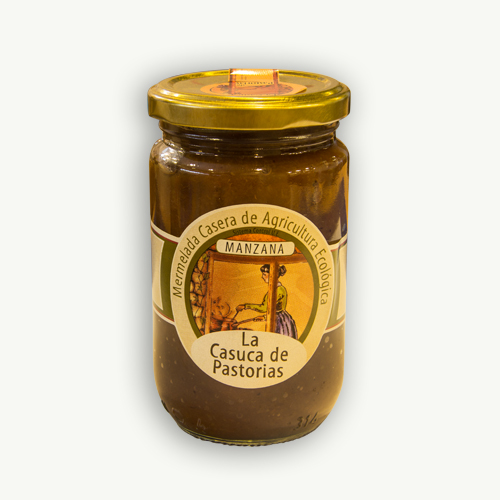 Mermelada Casera de Agricultura Ecológica
MANZANA
La
Casuca de
Pastorias